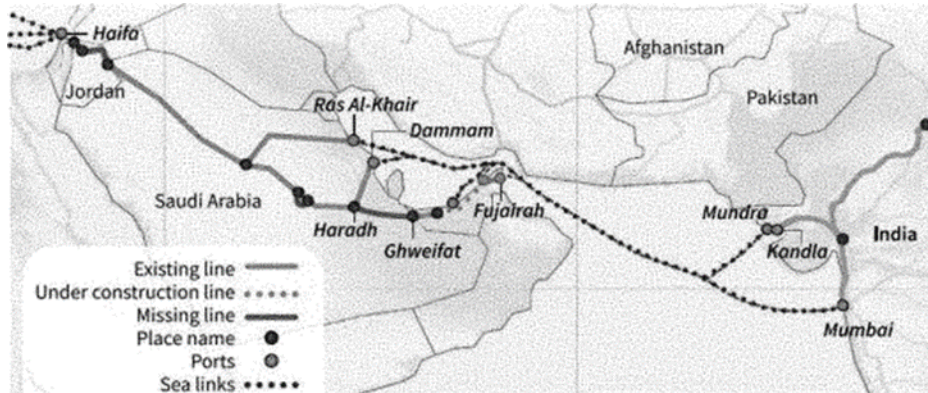 Haifa
Jordan
Afghanistan
Pakistan
Ras Al-Khair
Dammam
Saudi Arabia
Haradh
Ghweifat
Fujairah
Mundra
Kandla
India
Mumbai
Existing line
Under construction line
Missing line
Place name
Ports
Sea links